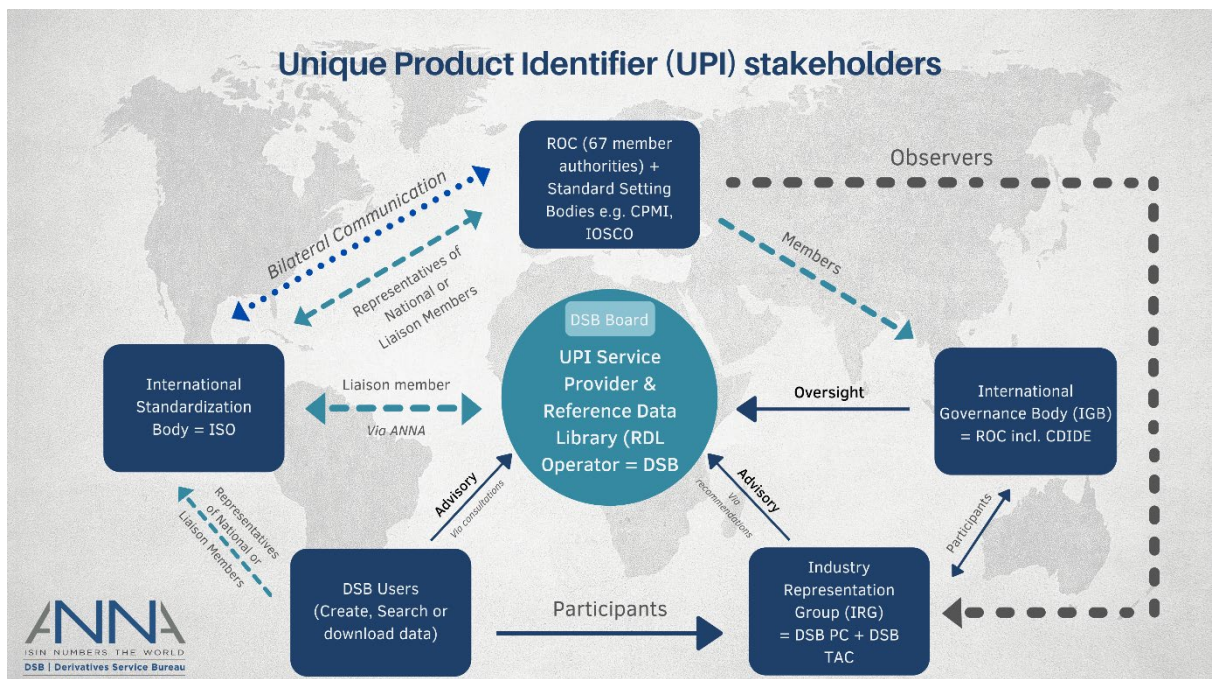 Unique Product Identifier (UPI) stakeholders
ROC (67 member
authorities) +
Standard Setting
Bodies e.g. CPMI,
IOSCO
Observers
Bilateral Communication
Representatives of
National or
Liaison Members
Members
DSB Board
UPI Service
Provider &
Reference Data
Library (RDL
Operator = DSB
International
Standardization
Body = ISO
Liaison member
Via ANNA
Oversight
International
Governance Body (IGB)
= ROC incl. CDIDE
Representatives
of National or
Liaison Members
Advisory
Via consultations
Advisory
Via
recommendations
Participants
DSB Users
(Create, Search or
download data)
Participants
Industry
Representation
Group (IRG)
= DSB PC + DSB
TAC
ANNA
ISIN NUMBERS THE WORLD
DSB | Derivatives Service Bureau